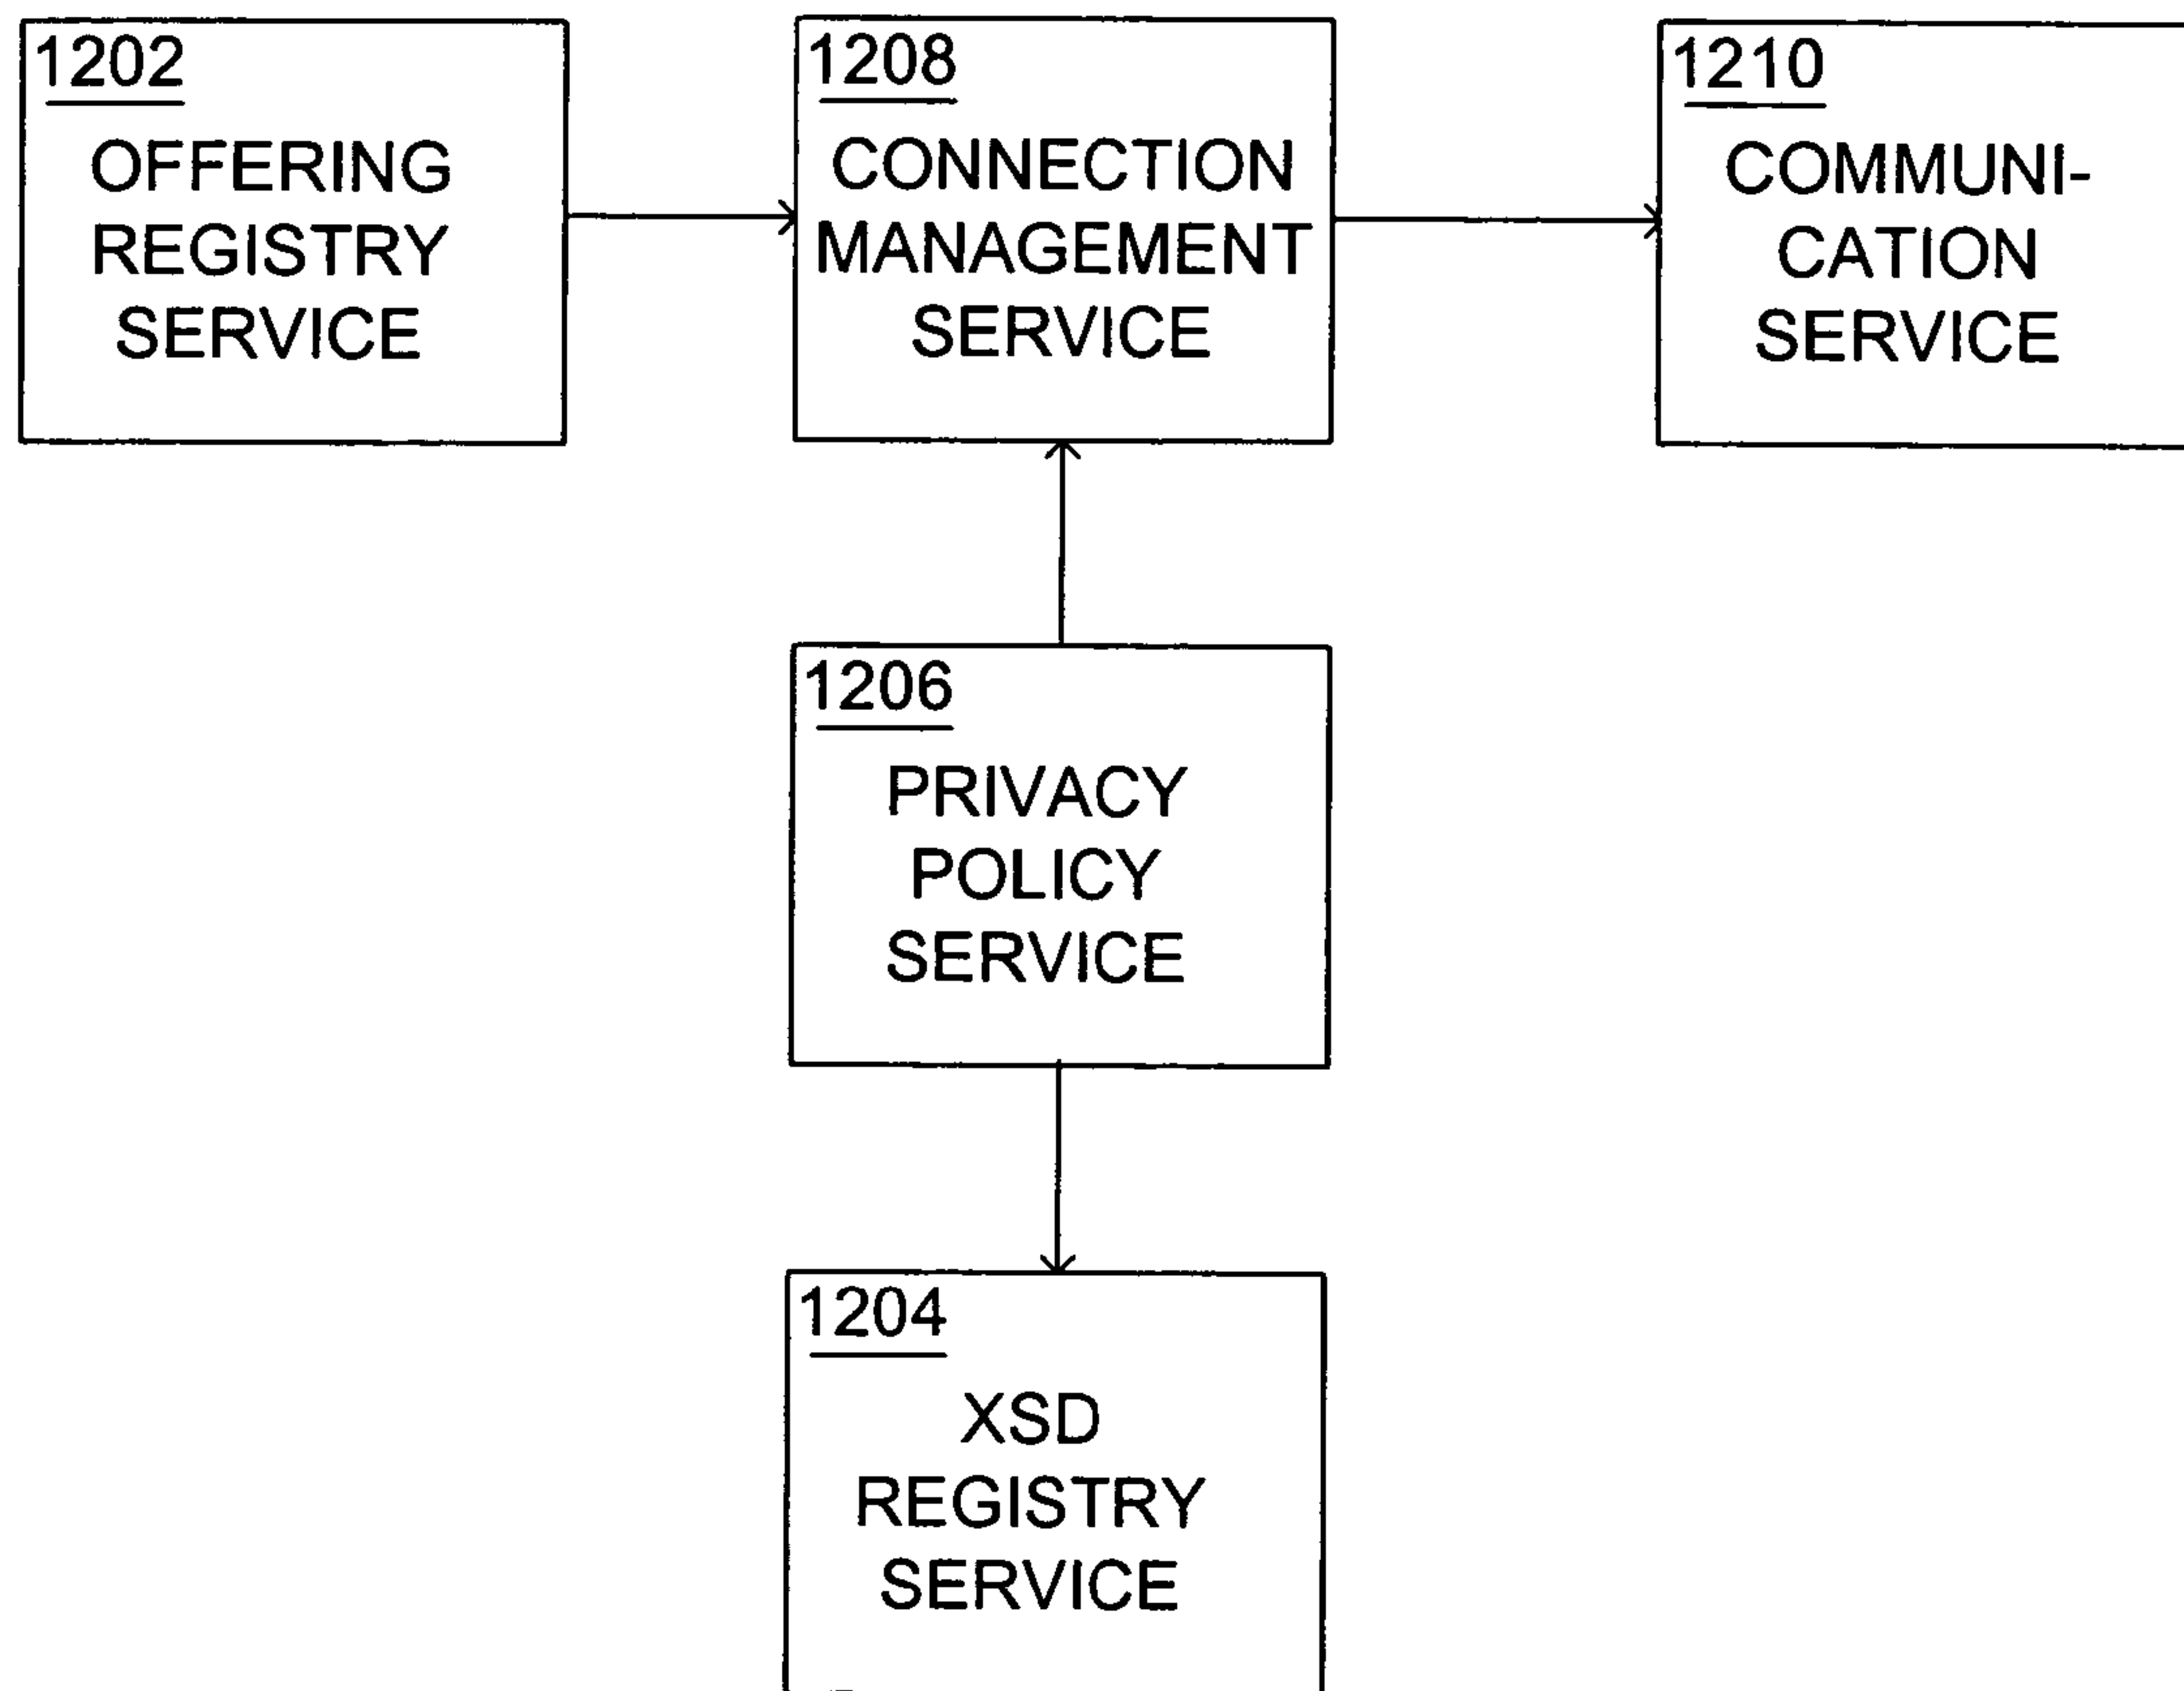 1202
OFFERING
REGISTRY
SERVICE
1208
CONNECTION
MANAGEMENT
SERVICE
1210
COMMUNI-
CATION
SERVICE
1206
PRIVACY
POLICY
SERVICE
1204
XSD
REGISTRY
SERVICE